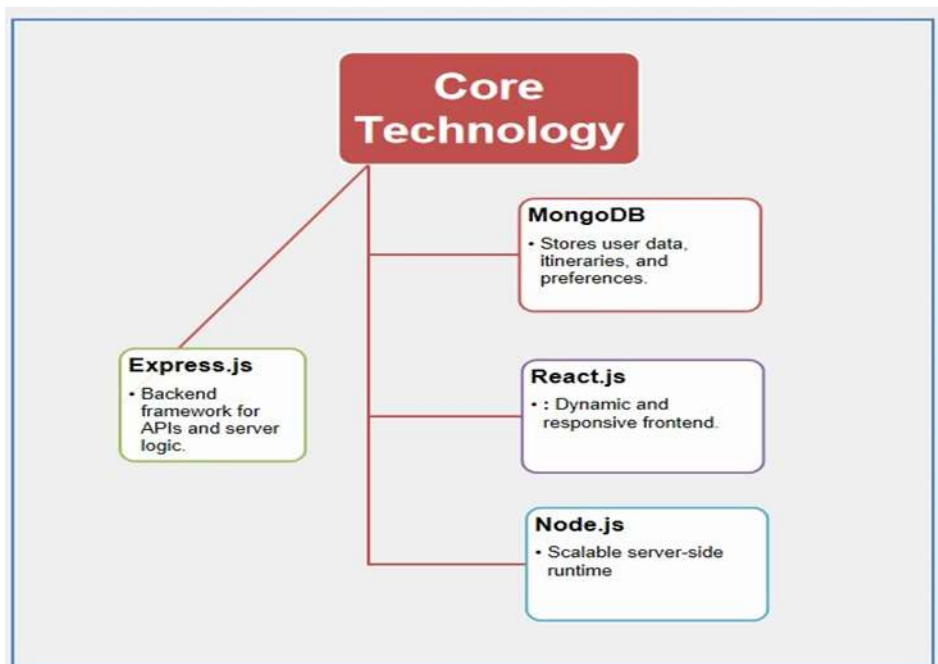 Core
Technology
MongoDB
• Stores user data,
itineraries, and
preferences.
Express.js
• Backend
framework for
APIs and server
logic.
React.js
• : Dynamic and
responsive frontend.
Node.js
• Scalable server-side
runtime